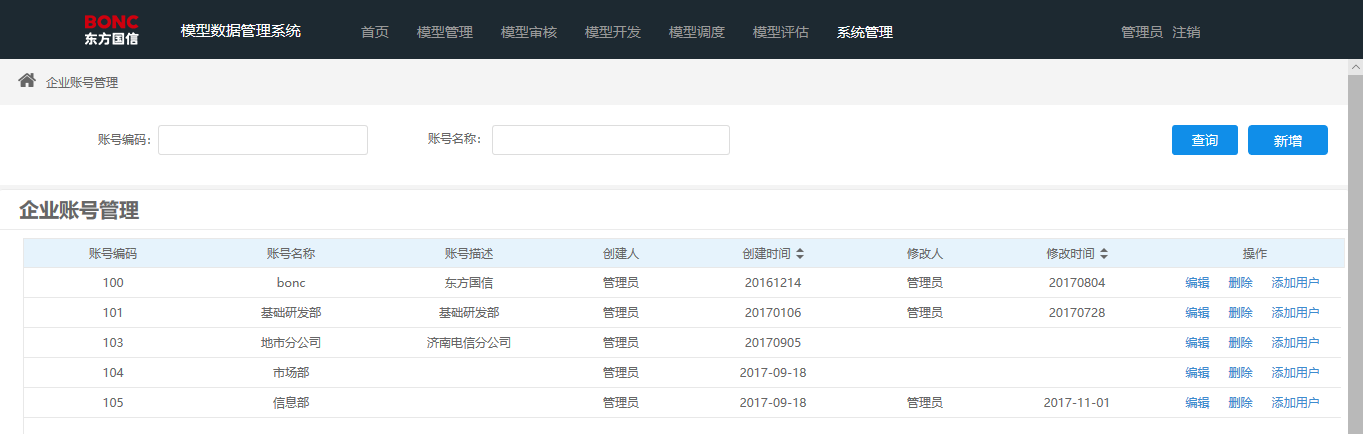 BONC
东方国信
模型数据管理系统 首页 模型管理 模型审核 模型开发 模型调度 模型评估 系统管理 管理员 注销
企业账号管理
账号编码: 账号名称: 查询 新增
企业账号管理
账号编码 账号名称 账号描述 创建人 创建时间 修改人 修改时间 操作
100 bonc 东方国信 管理员 20161214 管理员 20170804 编辑 删除 添加用户
101 基础研发部 基础研发部 管理员 20170106 管理员 20170728 编辑 删除 添加用户
103 地市分公司 济南电信分公司 管理员 20170905 编辑 删除 添加用户
104 市场部 管理员 2017-09-18 编辑 删除 添加用户
105 信息部 管理员 2017-09-18 管理员 2017-11-01 编辑 删除 添加用户